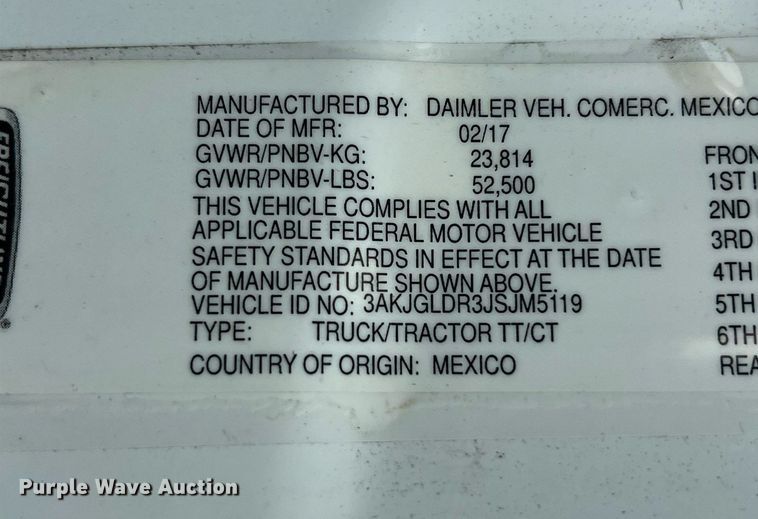 MANUFACTURED BY: DAIMLER VEH. COMERC. MEXICO
DATE OF MFR: 02/17
GVWR/PNBV-KG: 23,814 FRON
GVWR/PNBV-LBS: 52,500 1ST I
THIS VEHICLE COMPLIES WITH ALL 2ND
APPLICABLE FEDERAL MOTOR VEHICLE 3RD
SAFETY STANDARDS IN EFFECT AT THE DATE 4TH
OF MANUFACTURE SHOWN ABOVE.
VEHICLE ID NO: 3AKJGLDR3JSJM5119 5TH
TYPE: TRUCK/TRACTOR TT/CT 6TH
COUNTRY OF ORIGIN: MEXICO REA
Purple Wave Auction